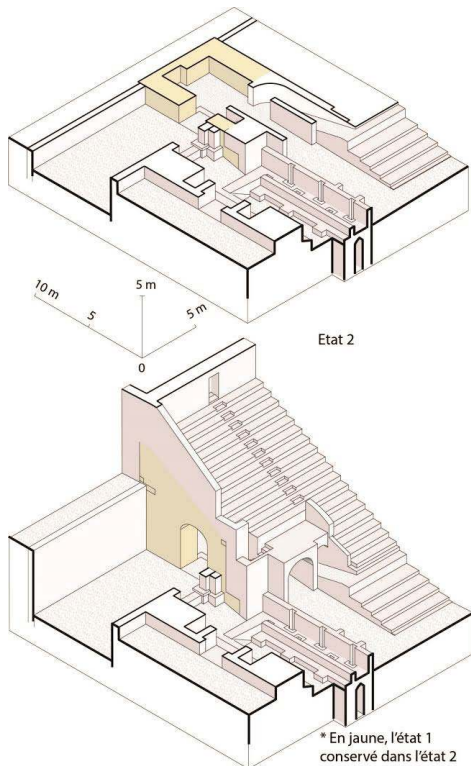 10 m
5
5 m
5 m
0
Etat 2
* En jaune, l'état 1
conservé dans l'état 2